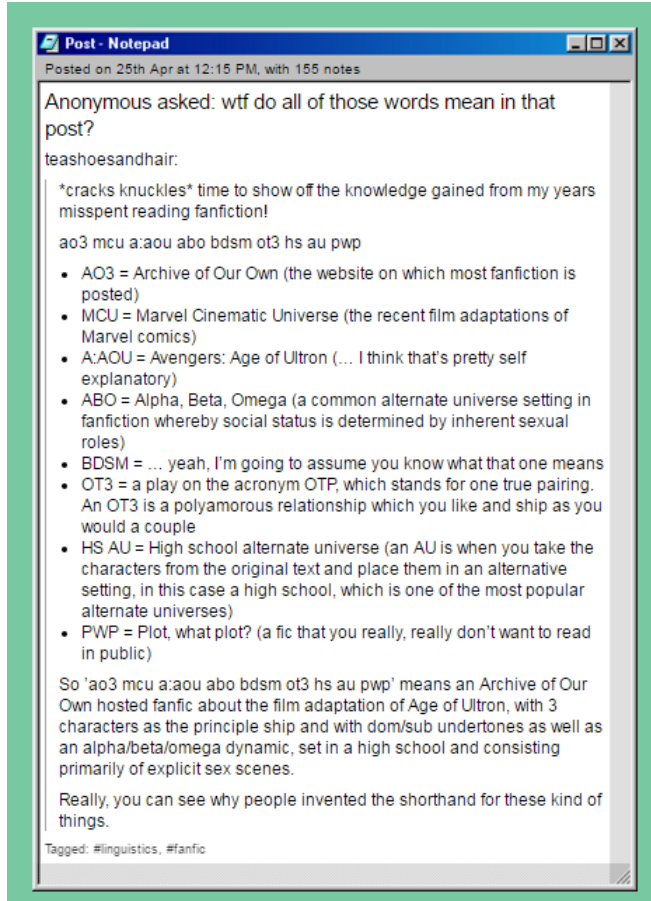 Post - Notepad
Posted on 25th Apr at 12:15 PM, with 155 notes
Anonymous asked: wtf do all of those words mean in that
post?
teashoesandhair:
*cracks knuckles* time to show off the knowledge gained from my years
misspent reading fanfiction!
ao3 mcu a:aou abo bdsm ot3 hs au pwp
• AO3 = Archive of Our Own (the website on which most fanfiction is
posted)
• MCU = Marvel Cinematic Universe (the recent film adaptations of
Marvel comics)
• A:AOU = Avengers: Age of Ultron (… I think that's pretty self
explanatory)
• ABO = Alpha, Beta, Omega (a common alternate universe setting in
fanfiction whereby social status is determined by inherent sexual
roles)
• BDSM = … yeah, I'm going to assume you know what that one means
• OT3 = a play on the acronym OTP, which stands for one true pairing.
An OT3 is a polyamorous relationship which you like and ship as you
would a couple
• HS AU = High school alternate universe (an AU is when you take the
characters from the original text and place them in an alternative
setting, in this case a high school, which is one of the most popular
alternate universes)
• PWP = Plot, what plot? (a fic that you really, really don't want to read
in public)
So 'ao3 mcu a:aou abo bdsm ot3 hs au pwp' means an Archive of Our
Own hosted fanfic about the film adaptation of Age of Ultron, with 3
characters as the principle ship and with dom/sub undertones as well as
an alpha/beta/omega dynamic, set in a high school and consisting
primarily of explicit sex scenes.
Really, you can see why people invented the shorthand for these kind of
things.
Tagged: #linguistics, #fanfic